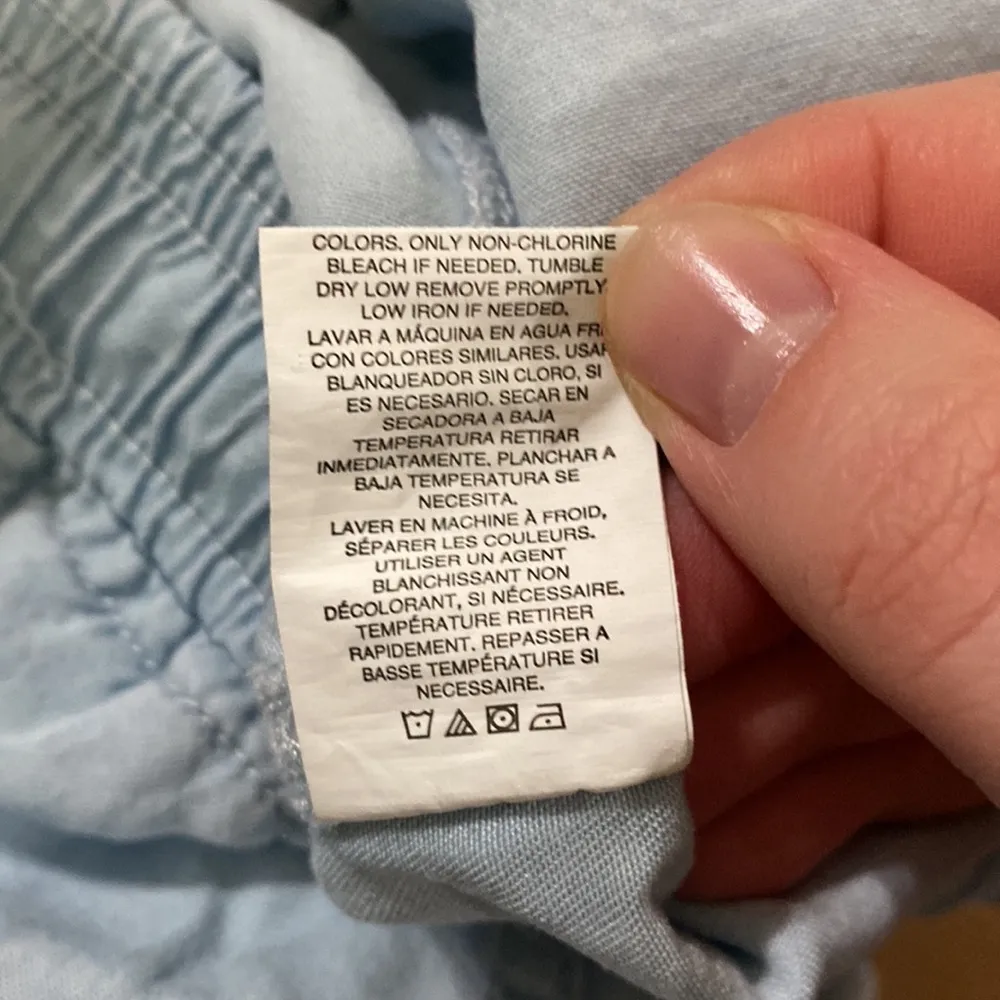 COLORS. ONLY NON-CHLORINE
BLEACH IF NEEDED. TUMBLE
DRY LOW REMOVE PROMPTLY
LOW IRON IF NEEDED.
LAVAR A MÁQUINA EN AGUA
CON COLORES SIMILARES. USAR
BLANQUEADOR SIN CLORO, SI
ES NECESARIO. SECAR EN
SECADORA A BAJA
TEMPERATURA RETIRAR
INMEDIATAMENTE. PLANCHAR A
BAJA TEMPERATURA SE
NECESITA.
LAVER EN MACHINE À FROID,
SÉPARER LES COULEURS.
UTILISER UN AGENT
BLANCHISSANT NON
DÉCOLORANT, SI NÉCESSAIRE.
TEMPÉRATURE RETIRER
RAPIDEMENT. REPASSER A
BASSE TEMPÉRATURE SI
NECESSAIRE.